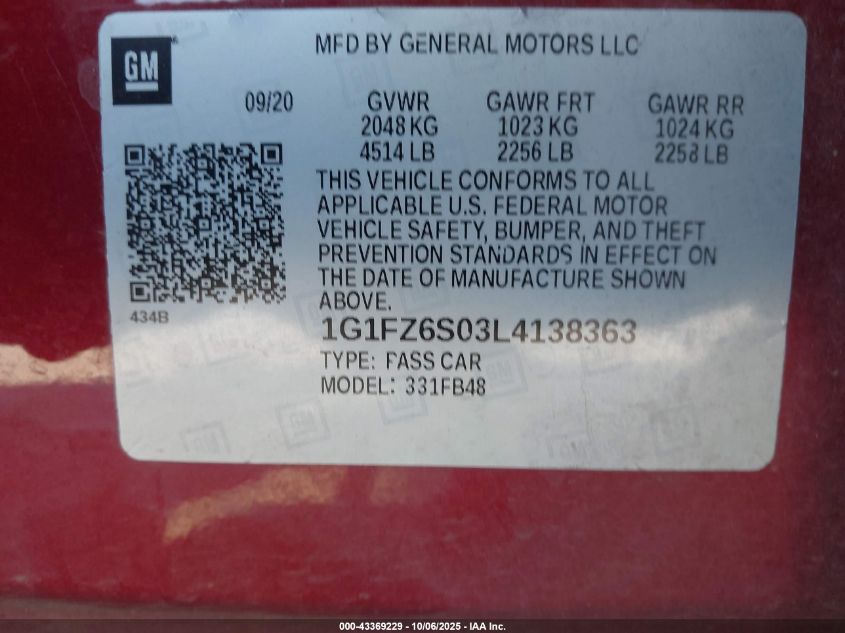 GM
MFD BY GENERAL MOTORS LLC
09/20 GVWR GAWR FRT GAWR RR
2048 KG 1023 KG 1024 KG
4514 LB 2256 LB 2258 LB
THIS VEHICLE CONFORMS TO ALL
APPLICABLE U.S. FEDERAL MOTOR
VEHICLE SAFETY, BUMPER, AND THEFT
PREVENTION STANDARDS IN EFFECT ON
THE DATE OF MANUFACTURE SHOWN
ABOVE.
434B
1G1FZ6S03L4138363
TYPE: PASS CAR
MODEL: 331FB48
000-43369229 - 10/06/2025 - IAA Inc.